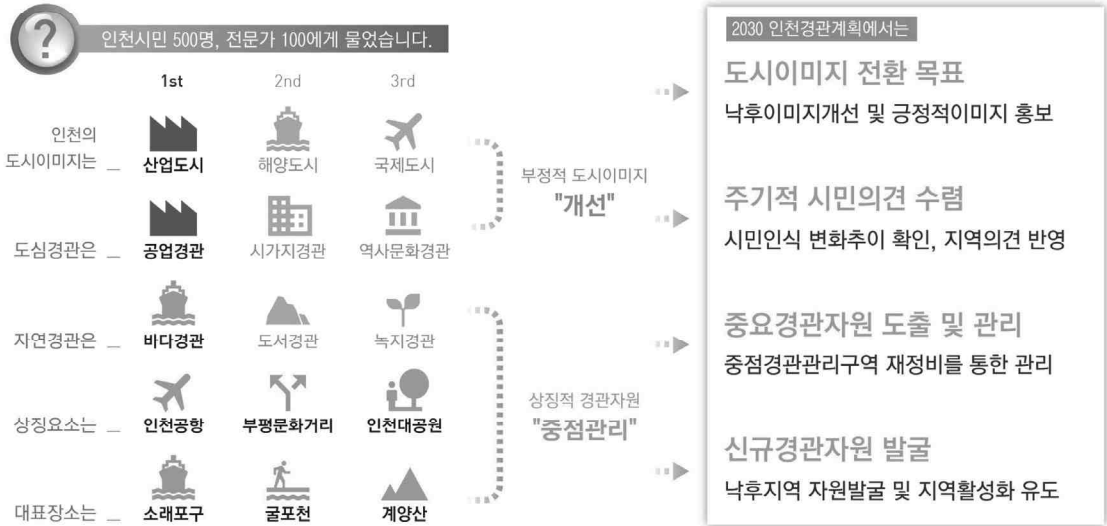 ?
인천시민 500명, 전문가 100에게 물었습니다.
1st 2nd 3rd
인천의
도시이미지는 _ 산업도시 해양도시 국제도시
도심경관은 _ 공업경관 시가지경관 역사문화경관
자연경관은 _ 바다경관 도서경관 녹지경관
상징요소는 _ 인천공항 부평문화거리 인천대공원
대표장소는 _ 소래포구 굴포천 계양산
부정적 도시이미지
"개선"
상징적 경관자원
"중점관리"
2030 인천경관계획에서는
도시이미지 전환 목표
낙후이미지개선 및 긍정적이미지 홍보
주기적 시민의견 수렴
시민인식 변화추이 확인, 지역의견 반영
중요경관자원 도출 및 관리
중점경관관리구역 재정비를 통한 관리
신규경관자원 발굴
낙후지역 자원발굴 및 지역활성화 유도